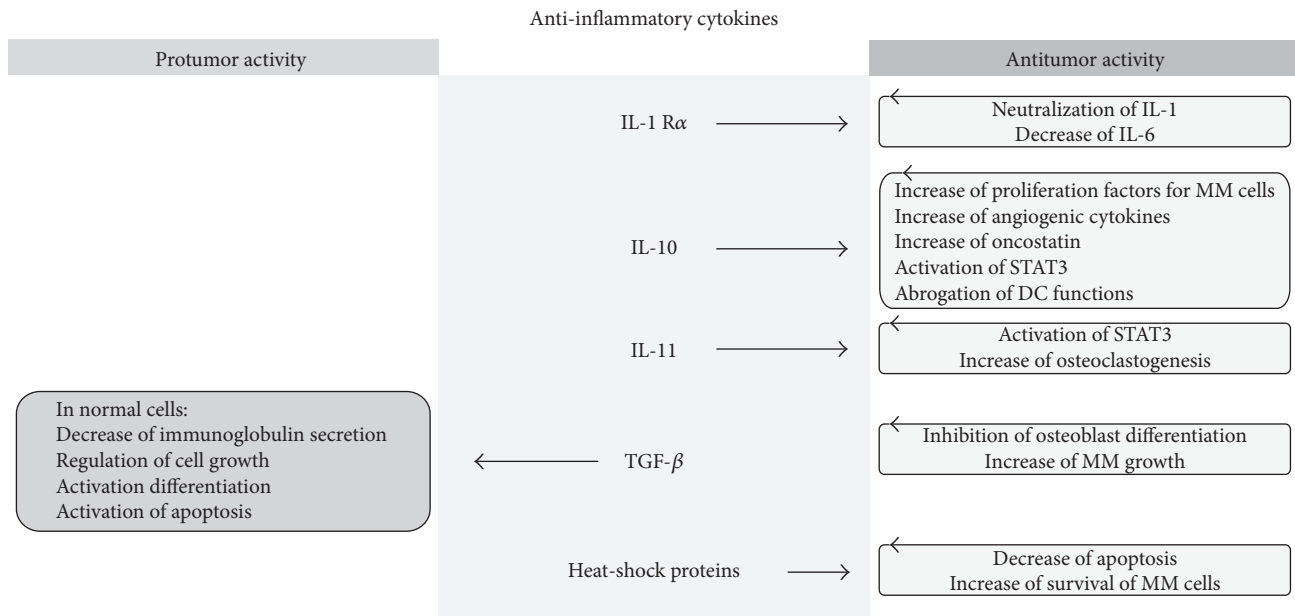 Anti-inflammatory cytokines
Protumor activity
Antitumor activity
IL-1 Rα
Neutralization of IL-1
Decrease of IL-6
IL-10
Increase of proliferation factors for MM cells
Increase of angiogenic cytokines
Increase of oncostatin
Activation of STAT3
Abrogation of DC functions
IL-11
Activation of STAT3
Increase of osteoclastogenesis
In normal cells:
Decrease of immunoglobulin secretion
Regulation of cell growth
Activation differentiation
Activation of apoptosis
TGF-β
Inhibition of osteoblast differentiation
Increase of MM growth
Heat-shock proteins
Decrease of apoptosis
Increase of survival of MM cells